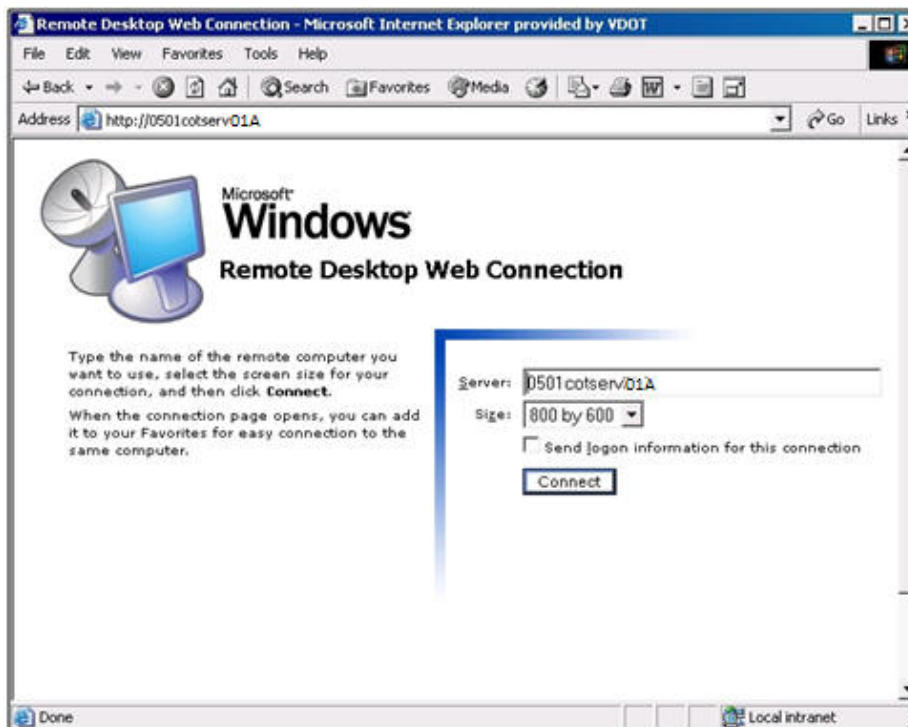 Remote Desktop Web Connection - Microsoft Internet Explorer provided by VDOT
File Edit View Favorites Tools Help
Back Search Favorites Media
Address http://0501cotserv01A Go Links
Microsoft
Windows
Remote Desktop Web Connection
Type the name of the remote computer you
want to use, select the screen size for your
connection, and then click Connect.
When the connection page opens, you can add
it to your Favorites for easy connection to the
same computer.
Server: 0501cotserv01A
Size: 800 by 600
Send logon information for this connection
Connect
Done Local intranet